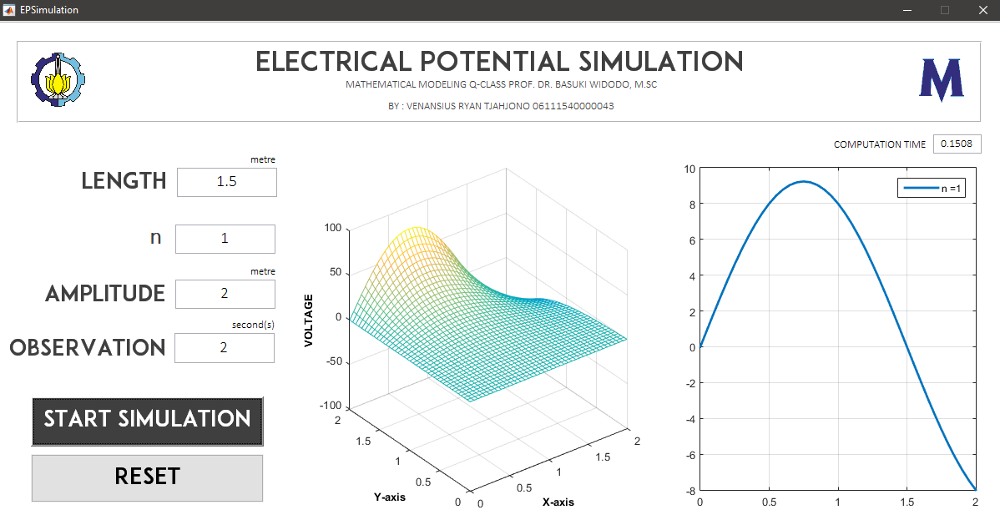 EPSimulation
ELECTRICAL POTENTIAL SIMULATION
MATHEMATICAL MODELING Q-CLASS PROF. DR. BASUKI WIDODO, M.SC
BY : VENANSIUS RYAN TJAHJONO 06111540000043
M
COMPUTATION TIME 0.1508
metre
LENGTH 1.5
n 1
metre
AMPLITUDE 2
second(s)
OBSERVATION 2
START SIMULATION
RESET
VOLTAGE
100
50
0
-50
-100
2
1.5
1
0.5
0
Y-axis
0
0.5
1
1.5
2
X-axis
n =1
10
8
6
4
2
0
-2
-4
-6
-8
0 0.5 1 1.5 2